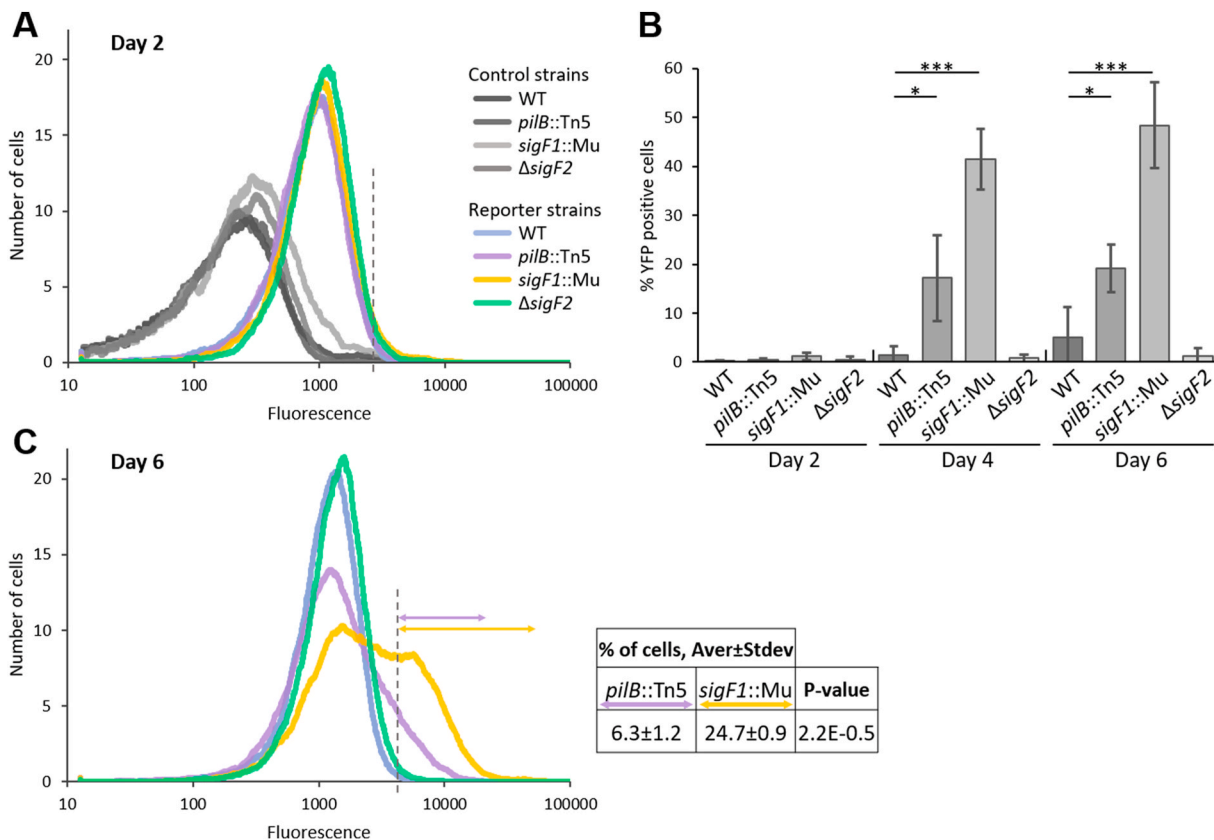 A
Day 2
Number of cells
20
15
10
5
0
10
100
1000
10000
100000
Fluorescence
Control strains
WT
pilB::Tn5
sigF1::Mu
ΔsigF2
Reporter strains
WT
pilB::Tn5
sigF1::Mu
ΔsigF2
B
% YFP positive cells
60
50
40
30
20
10
0
***
*
***
*
WT
pilB::Tn5
sigF1::Mu
ΔsigF2
WT
pilB::Tn5
sigF1::Mu
ΔsigF2
WT
pilB::Tn5
sigF1::Mu
ΔsigF2
Day 2
Day 4
Day 6
C
Day 6
Number of cells
20
15
10
5
0
10
100
1000
10000
100000
Fluorescence
% of cells, Aver±Stdev
pilB::Tn5 sigF1::Mu P-value
6.3±1.2 24.7±0.9 2.2E-0.5